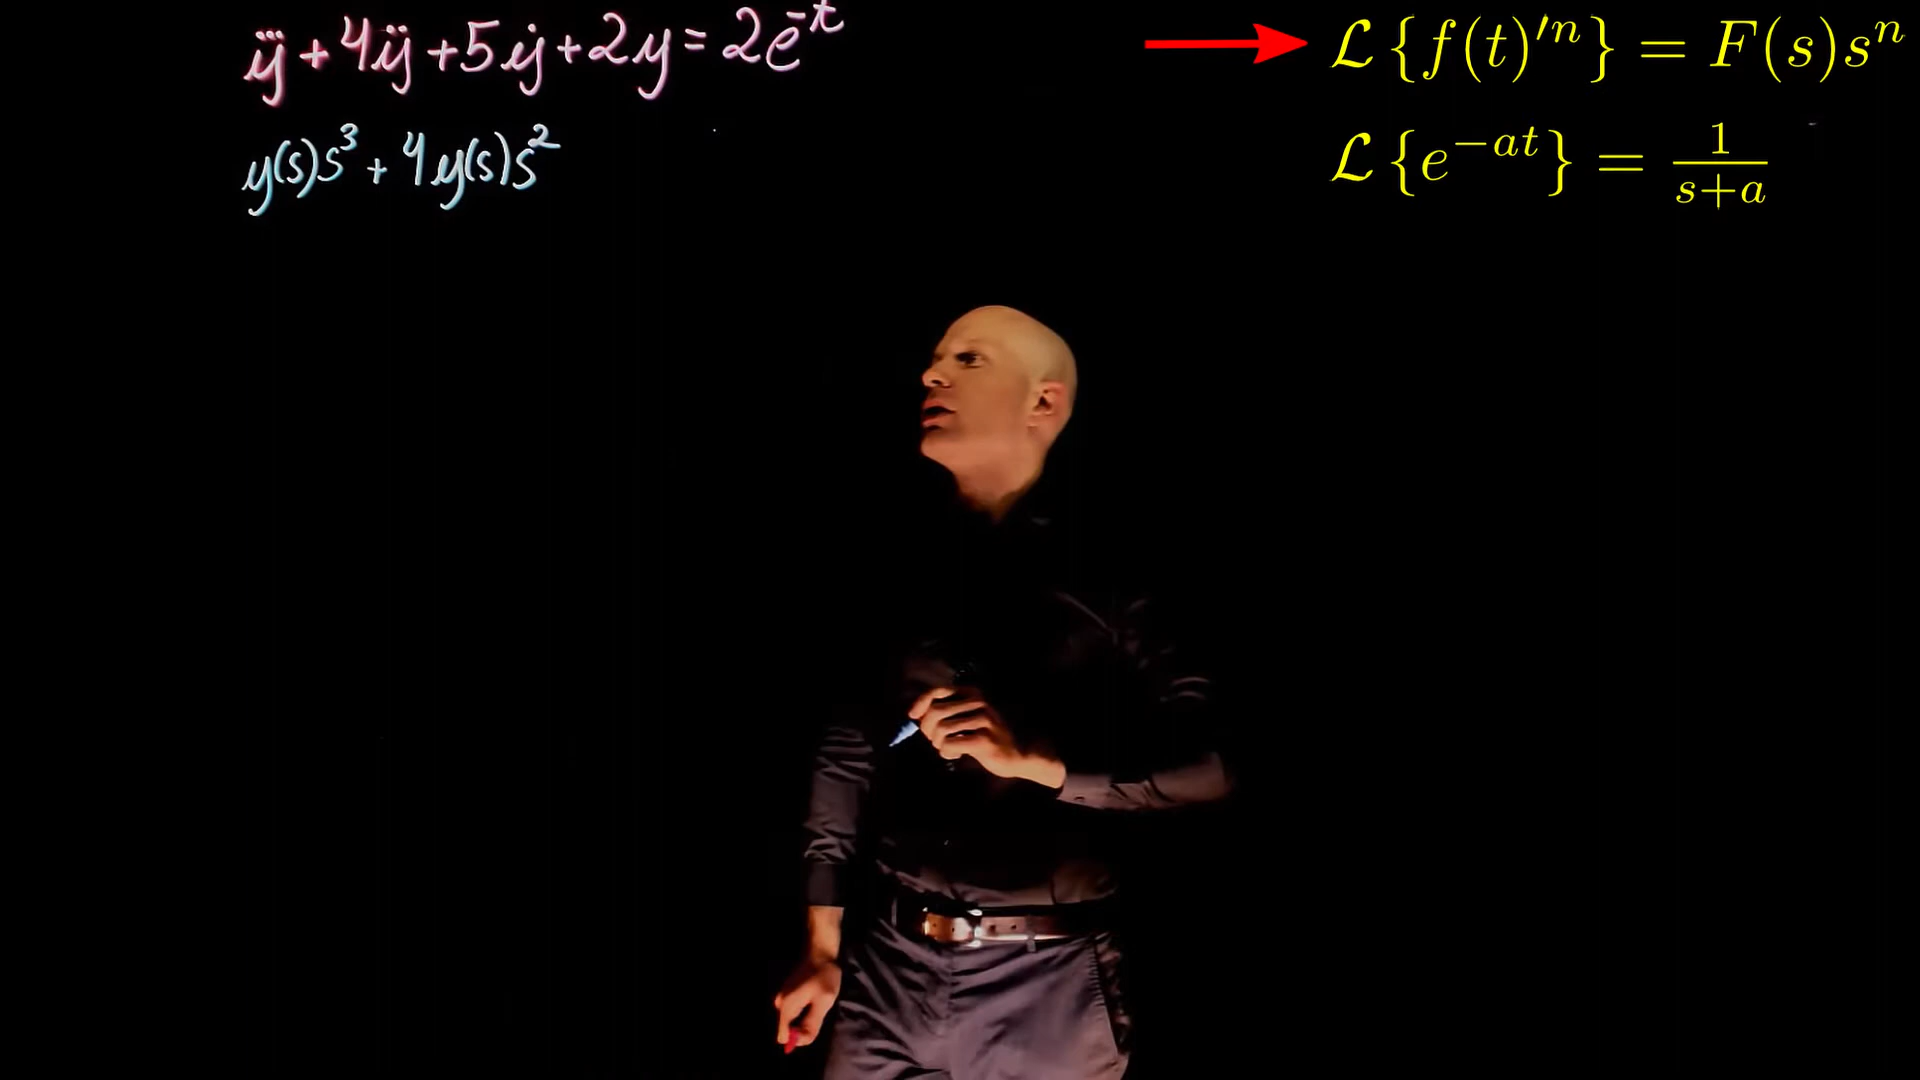 y⃛ + 4ÿ + 5ẏ + 2y = 2e^{-t}
y(s)s³ + 4y(s)s²
ℒ{f(t)′ⁿ} = F(s)sⁿ
ℒ{e^{-at}} = 1/(s+a)